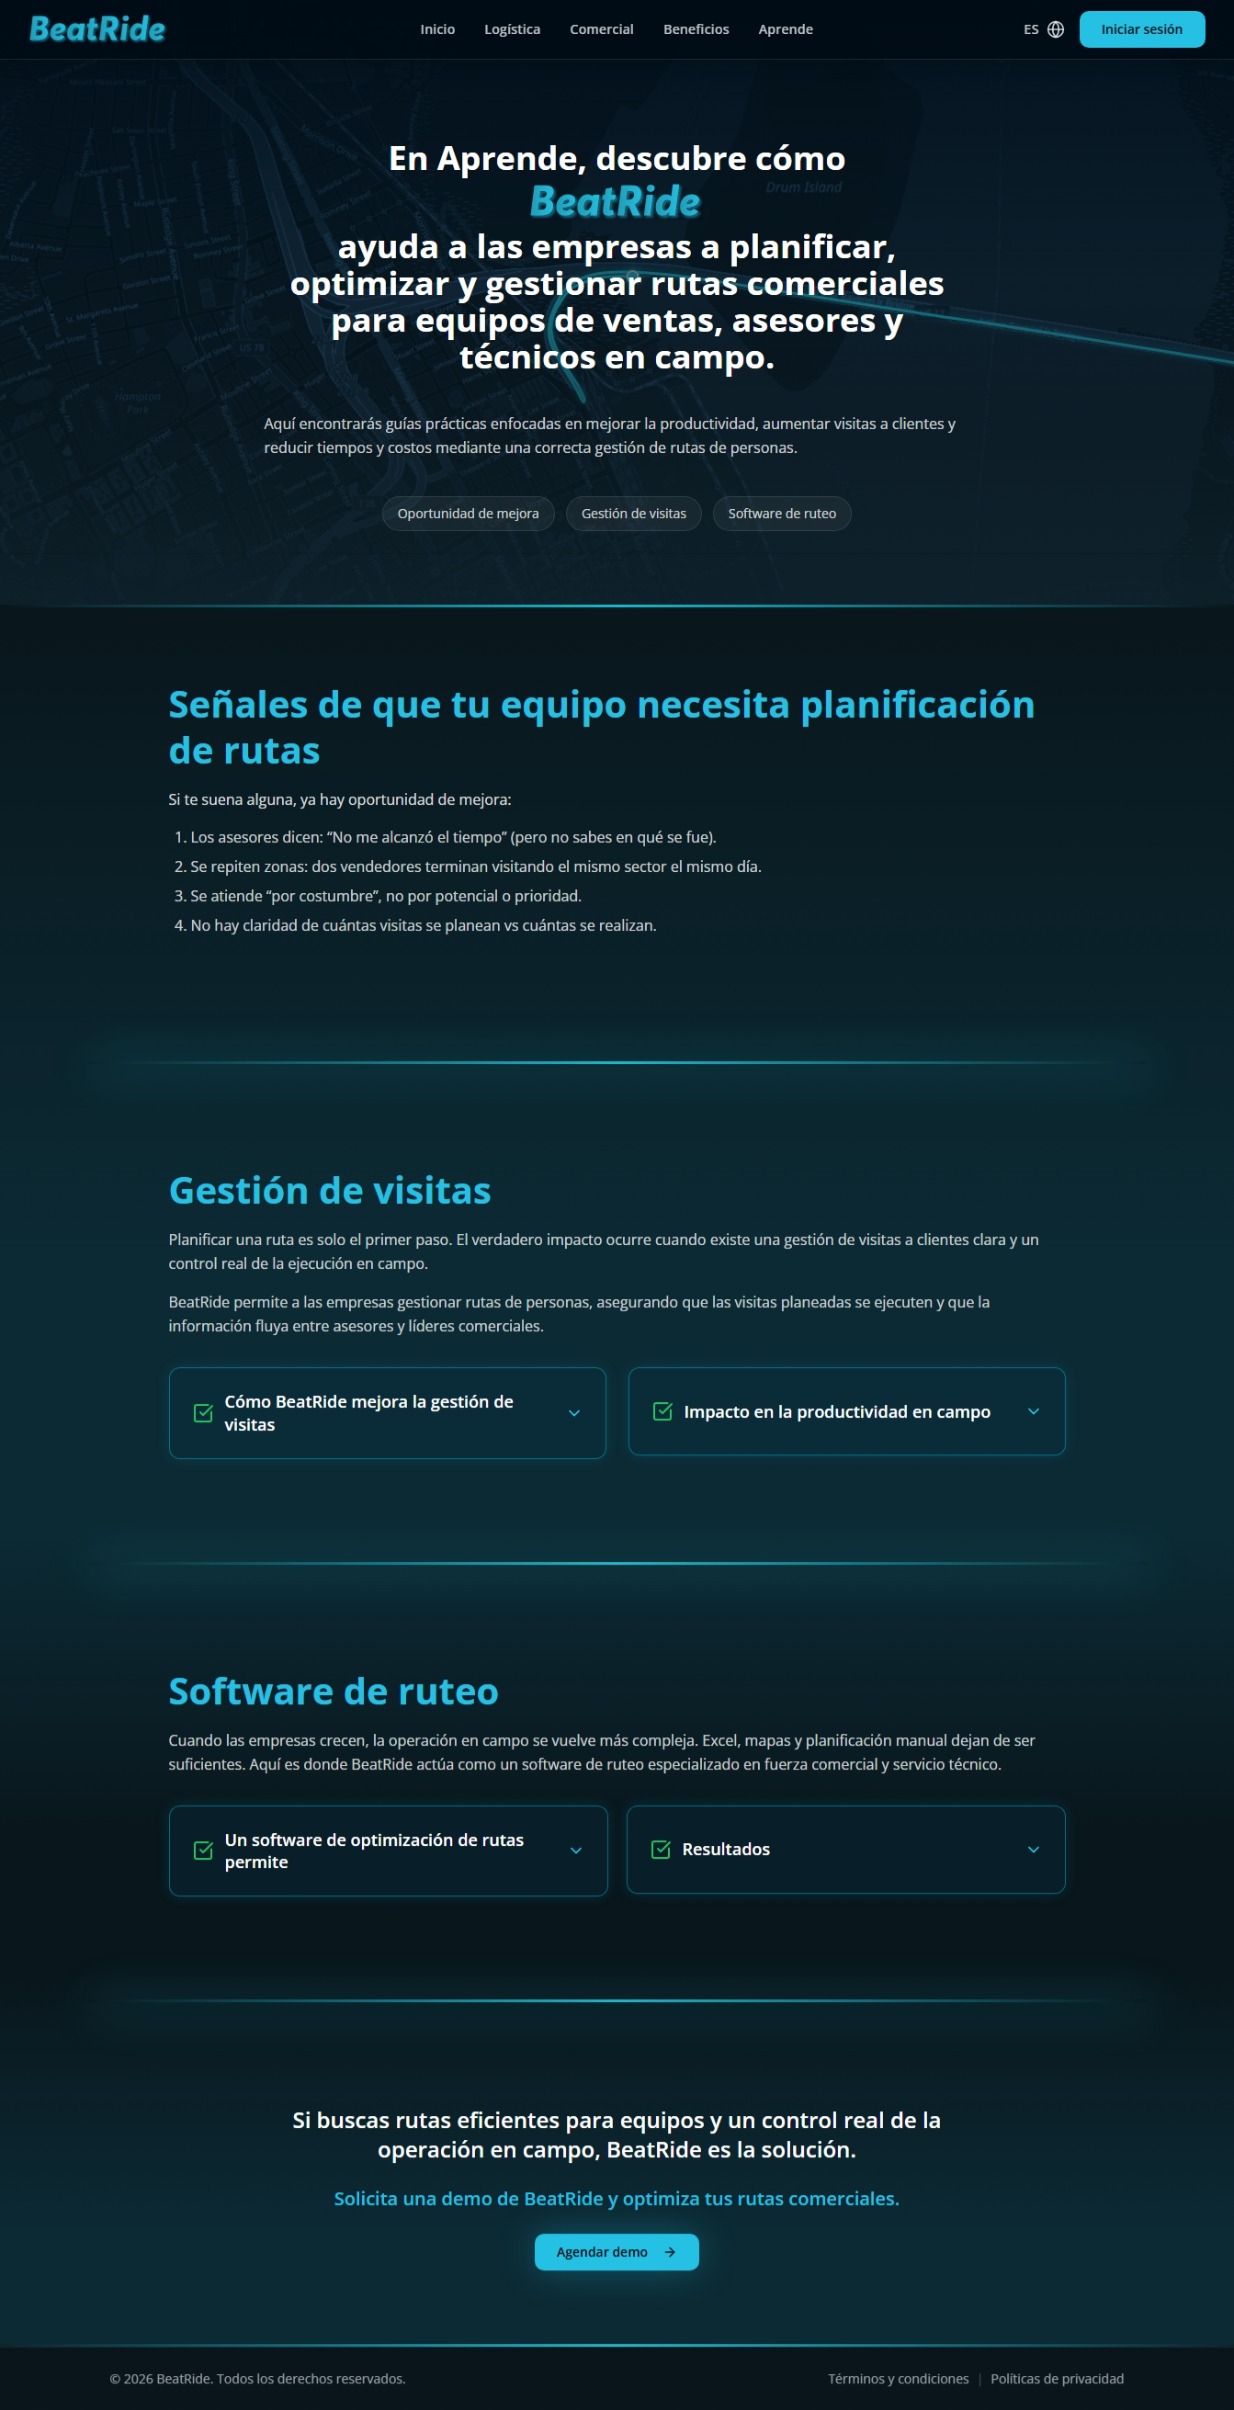 BeatRide
Inicio
Logística
Comercial
Beneficios
Aprende
ES
Iniciar sesión
En Aprende, descubre cómo
BeatRide
Drum Island
ayuda a las empresas a planificar,
optimizar y gestionar rutas comerciales
para equipos de ventas, asesores y
técnicos en campo.
US 78
Hampton
Park
Aquí encontrarás guías prácticas enfocadas en mejorar la productividad, aumentar visitas a clientes y
reducir tiempos y costos mediante una correcta gestión de rutas de personas.
Oportunidad de mejora
Gestión de visitas
Software de ruteo
Señales de que tu equipo necesita planificación
de rutas
Si te suena alguna, ya hay oportunidad de mejora:
1. Los asesores dicen: “No me alcanzó el tiempo” (pero no sabes en qué se fue).
2. Se repiten zonas: dos vendedores terminan visitando el mismo sector el mismo día.
3. Se atiende “por costumbre”, no por potencial o prioridad.
4. No hay claridad de cuántas visitas se planean vs cuántas se realizan.
Gestión de visitas
Planificar una ruta es solo el primer paso. El verdadero impacto ocurre cuando existe una gestión de visitas a clientes clara y un
control real de la ejecución en campo.
BeatRide permite a las empresas gestionar rutas de personas, asegurando que las visitas planeadas se ejecuten y que la
información fluya entre asesores y líderes comerciales.
Cómo BeatRide mejora la gestión de
visitas
Impacto en la productividad en campo
Software de ruteo
Cuando las empresas crecen, la operación en campo se vuelve más compleja. Excel, mapas y planificación manual dejan de ser
suficientes. Aquí es donde BeatRide actúa como un software de ruteo especializado en fuerza comercial y servicio técnico.
Un software de optimización de rutas
permite
Resultados
Si buscas rutas eficientes para equipos y un control real de la
operación en campo, BeatRide es la solución.
Solicita una demo de BeatRide y optimiza tus rutas comerciales.
Agendar demo
© 2026 BeatRide. Todos los derechos reservados.
Términos y condiciones | Políticas de privacidad